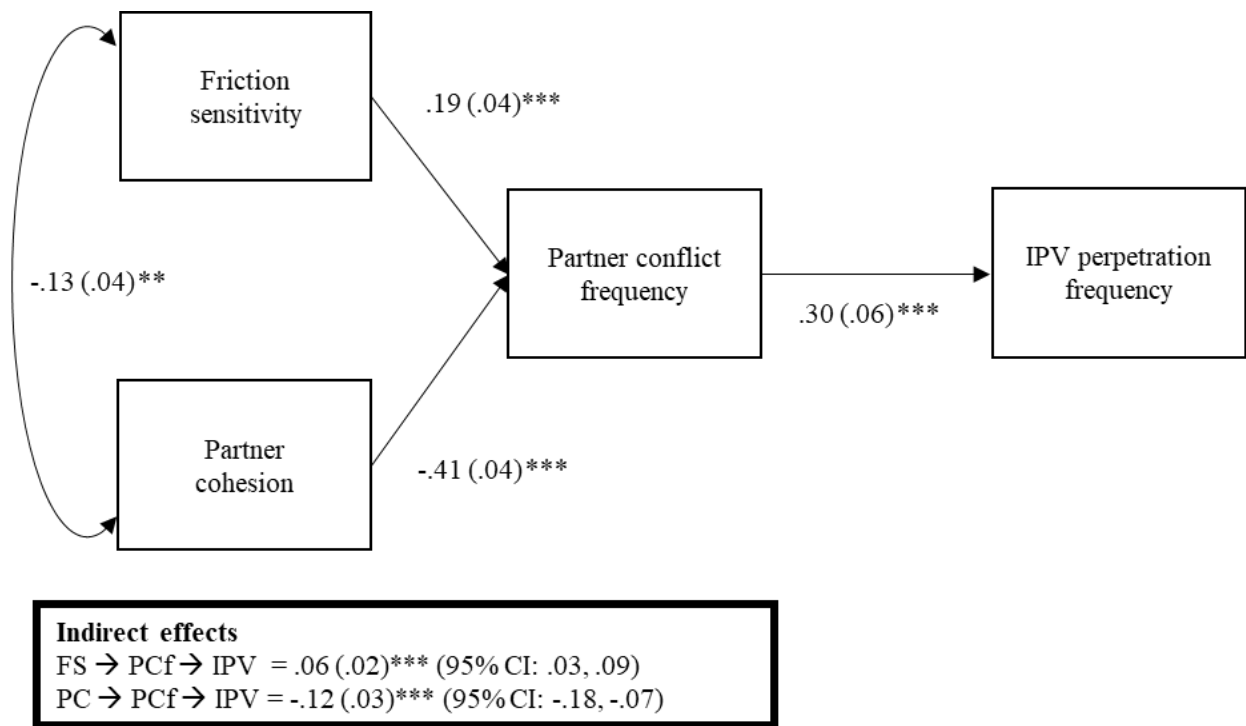 Friction
sensitivity
.19 (.04)***
-.13 (.04)**
Partner conflict
frequency
IPV perpetration
frequency
.30 (.06)***
Partner
cohesion
-.41 (.04)***
Indirect effects
FS → PCf → IPV = .06 (.02)*** (95% CI: .03, .09)
PC → PCf → IPV = -.12 (.03)*** (95% CI: -.18, -.07)